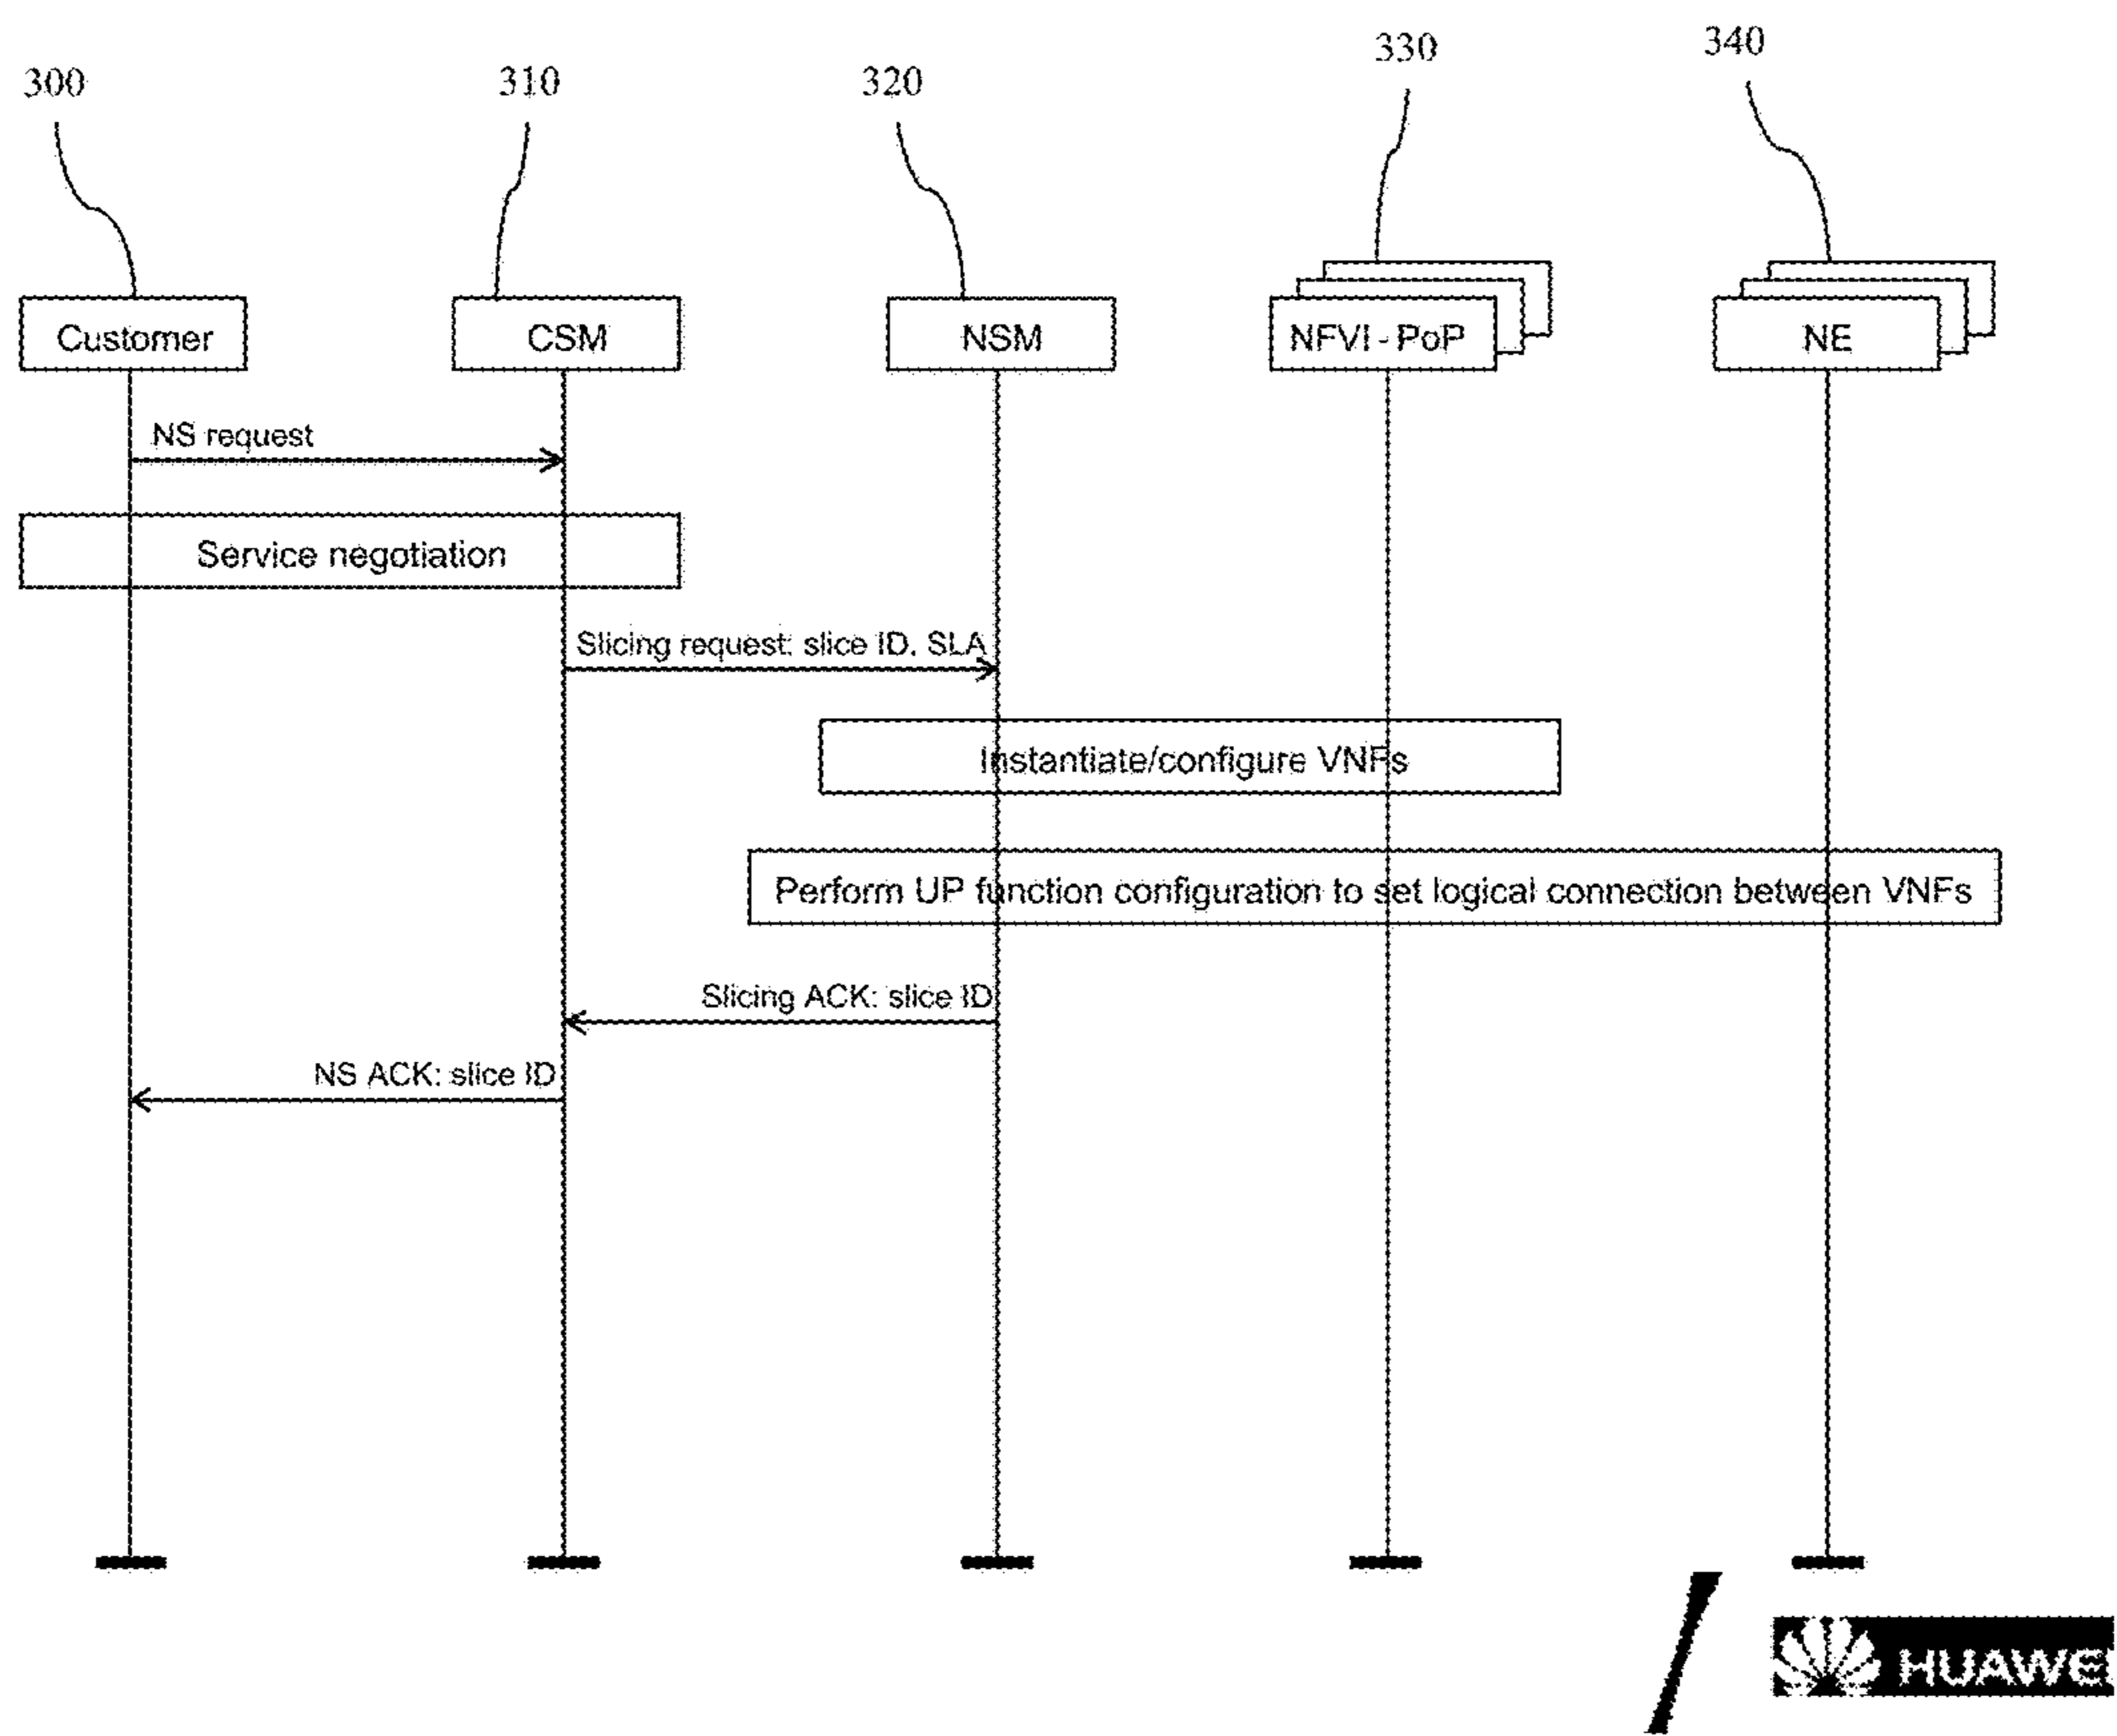 300
310
320
330
340
Customer
CSM
NSM
NFVI - PoP
NE
NS request
Service negotiation
Slicing request: slice ID, SLA
Instantiate/configure VNFs
Perform UP function configuration to set logical connection between VNFs
Slicing ACK: slice ID
NS ACK: slice ID
HUAWE